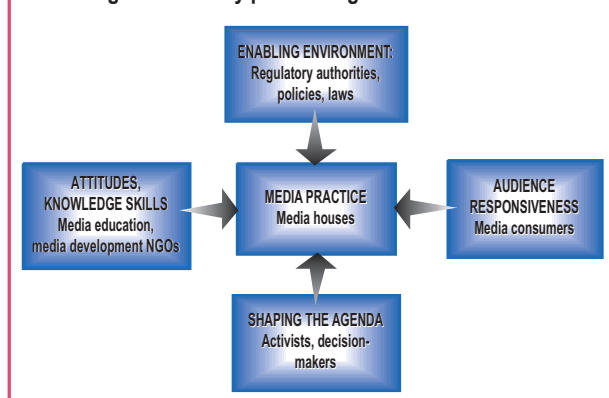 ENABLING ENVIRONMENT:
Regulatory authorities,
policies, laws
ATTITUDES,
KNOWLEDGE SKILLS
Media education,
media development NGOs
MEDIA PRACTICE
Media houses
AUDIENCE
RESPONSIVENESS
Media consumers
SHAPING THE AGENDA
Activists, decision-
makers